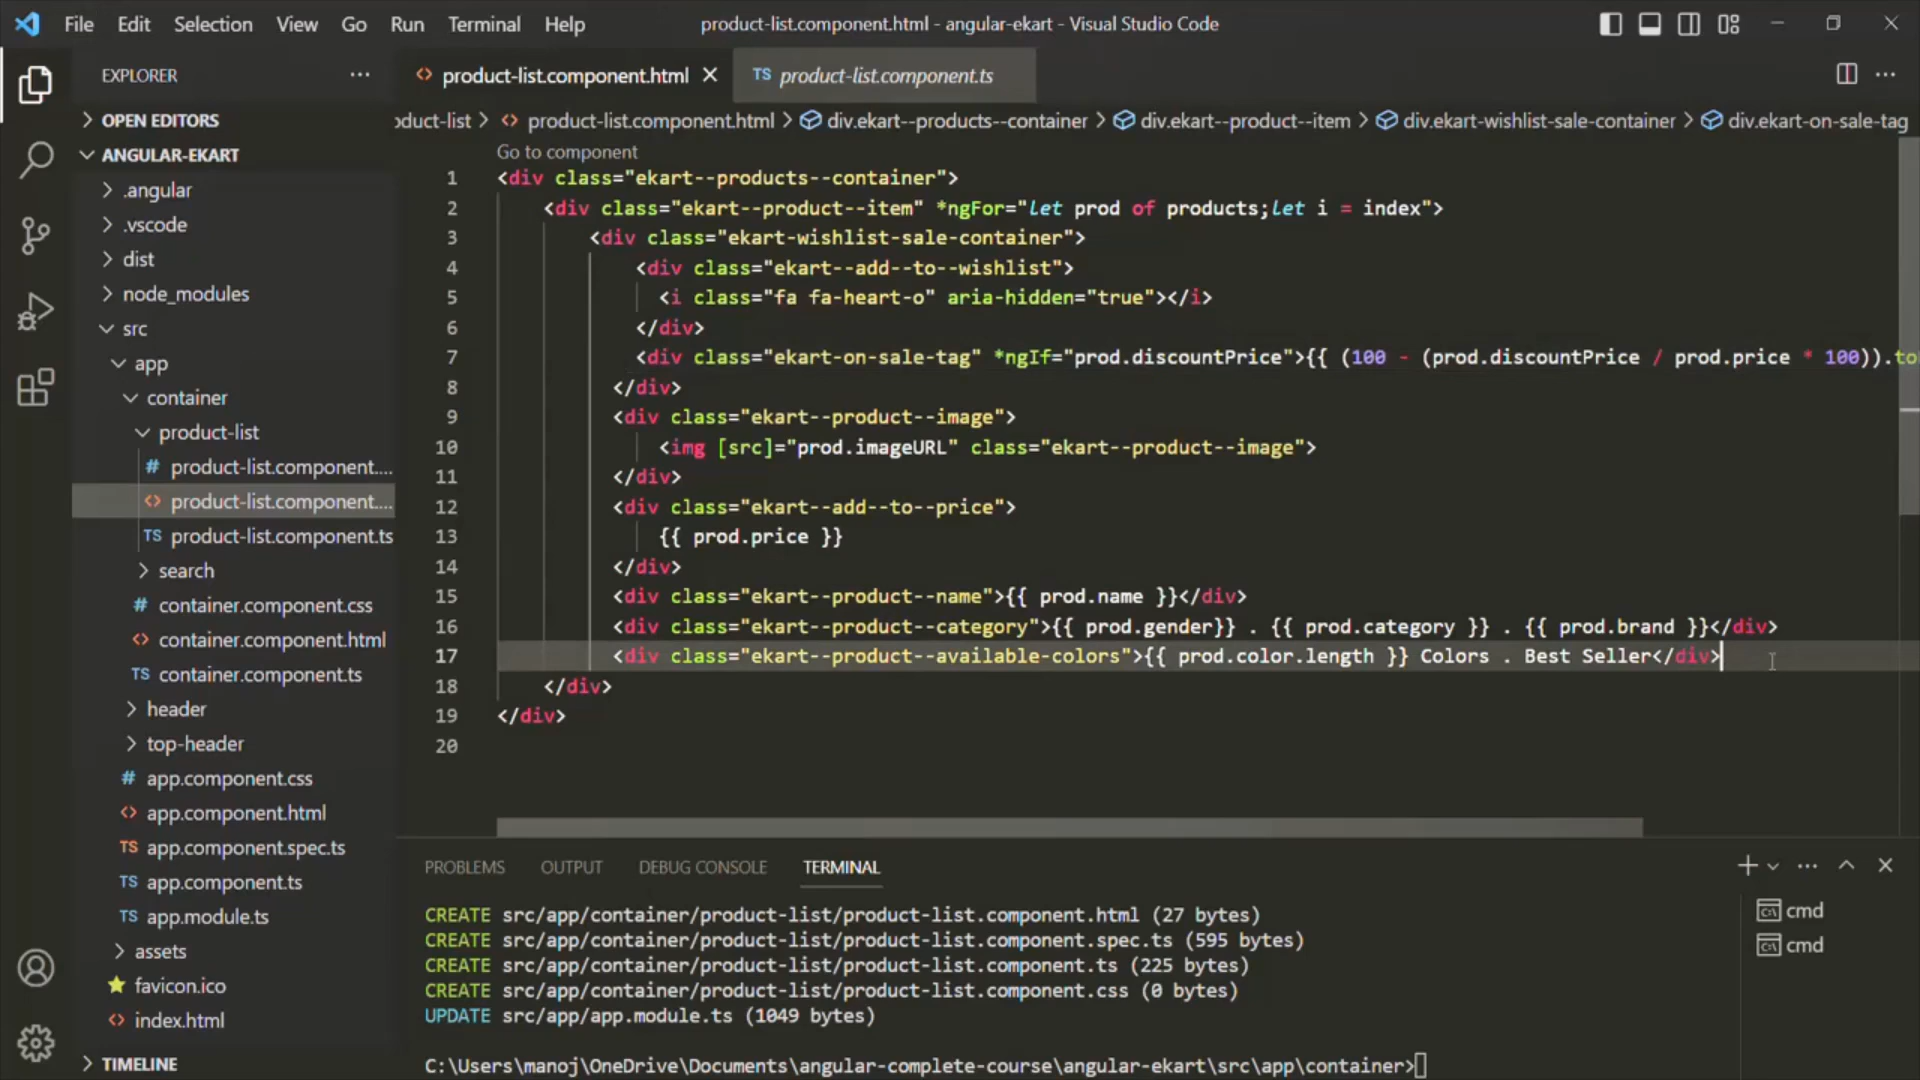 File Edit Selection View Go Run Terminal Help
product-list.component.html - angular-ekart - Visual Studio Code
EXPLORER
OPEN EDITORS
ANGULAR-EKART
.angular
.vscode
dist
node_modules
src
app
container
product-list
# product-list.component....
<> product-list.component....
TS product-list.component.ts
search
# container.component.css
<> container.component.html
TS container.component.ts
header
top-header
# app.component.css
<> app.component.html
TS app.component.spec.ts
TS app.component.ts
TS app.module.ts
assets
favicon.ico
<> index.html
TIMELINE
<> product-list.component.html
TS product-list.component.ts
oduct-list > <> product-list.component.html > div.ekart--products--container > div.ekart--product--item > div.ekart-wishlist-sale-container > div.ekart-on-sale-tag
Go to component
1 <div class="ekart--products--container">
2 <div class="ekart--product--item" *ngFor="let prod of products;let i = index">
3 <div class="ekart-wishlist-sale-container">
4 <div class="ekart--add--to--wishlist">
5 <i class="fa fa-heart-o" aria-hidden="true"></i>
6 </div>
7 <div class="ekart-on-sale-tag" *ngIf="prod.discountPrice">{{ (100 - (prod.discountPrice / prod.price * 100)).to
8 </div>
9 <div class="ekart--product--image">
10 <img [src]="prod.imageURL" class="ekart--product--image">
11 </div>
12 <div class="ekart--add--to--price">
13 {{ prod.price }}
14 </div>
15 <div class="ekart--product--name">{{ prod.name }}</div>
16 <div class="ekart--product--category">{{ prod.gender}} . {{ prod.category }} . {{ prod.brand }}</div>
17 <div class="ekart--product--available-colors">{{ prod.color.length }} Colors . Best Seller</div>
18 </div>
19 </div>
20
PROBLEMS OUTPUT DEBUG CONSOLE TERMINAL
CREATE src/app/container/product-list/product-list.component.html (27 bytes)
CREATE src/app/container/product-list/product-list.component.spec.ts (595 bytes)
CREATE src/app/container/product-list/product-list.component.ts (225 bytes)
CREATE src/app/container/product-list/product-list.component.css (0 bytes)
UPDATE src/app/app.module.ts (1049 bytes)
C:\Users\manoj\OneDrive\Documents\angular-complete-course\angular-ekart\src\app\container>
cmd
cmd